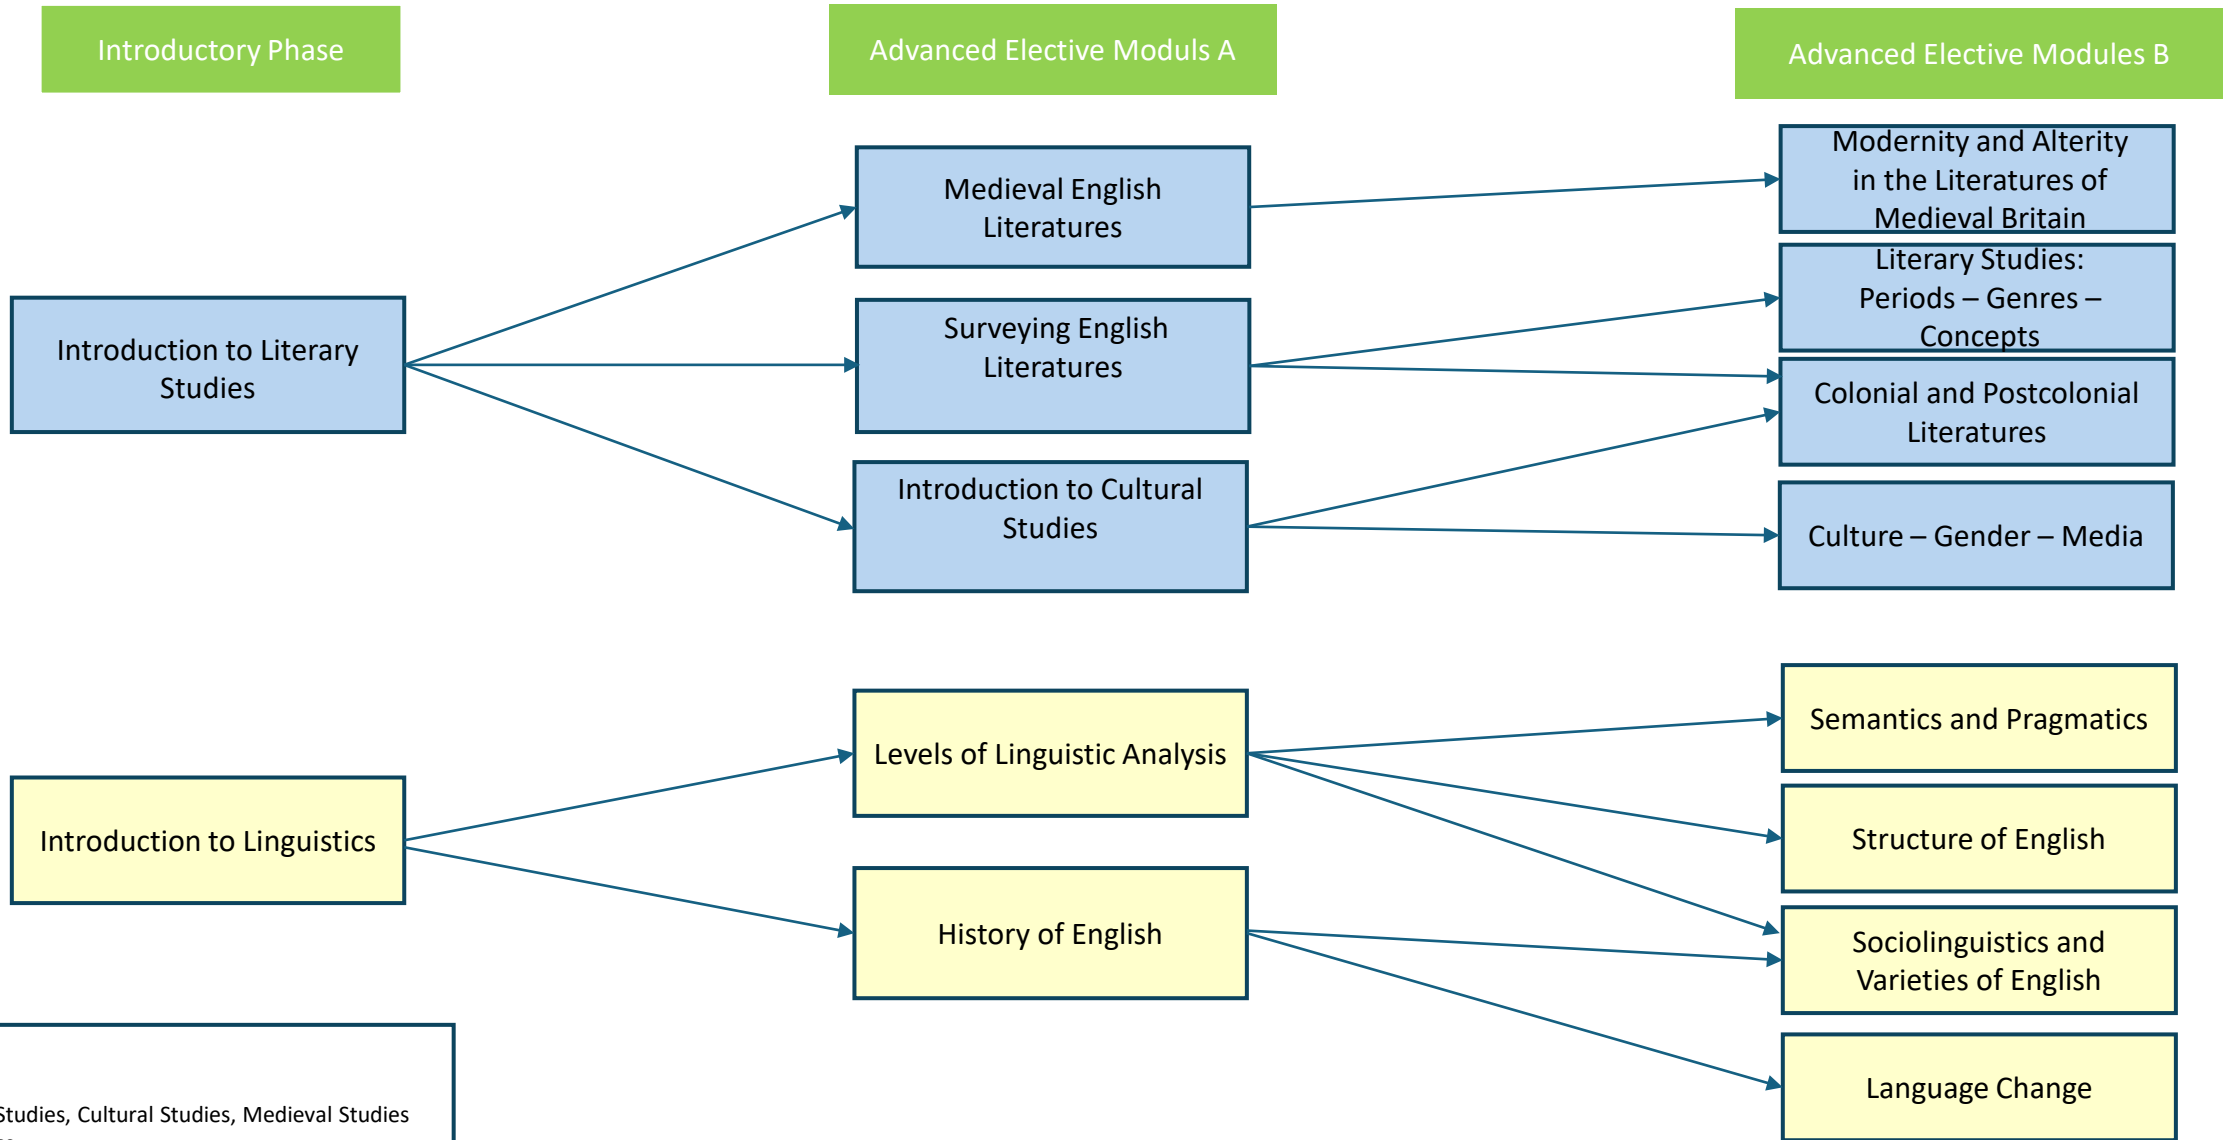 Introductory Phase
Advanced Elective Moduls A
Advanced Elective Modules B
Introduction to Literary
Studies
Medieval English
Literatures
Surveying English
Literatures
Introduction to Cultural
Studies
Modernity and Alterity
in the Literatures of
Medieval Britain
Literary Studies:
Periods – Genres –
Concepts
Colonial and Postcolonial
Literatures
Culture – Gender – Media
Introduction to Linguistics
Levels of Linguistic Analysis
History of English
Semantics and Pragmatics
Structure of English
Sociolinguistics and
Varieties of English
Language Change
Studies, Cultural Studies, Medieval Studies